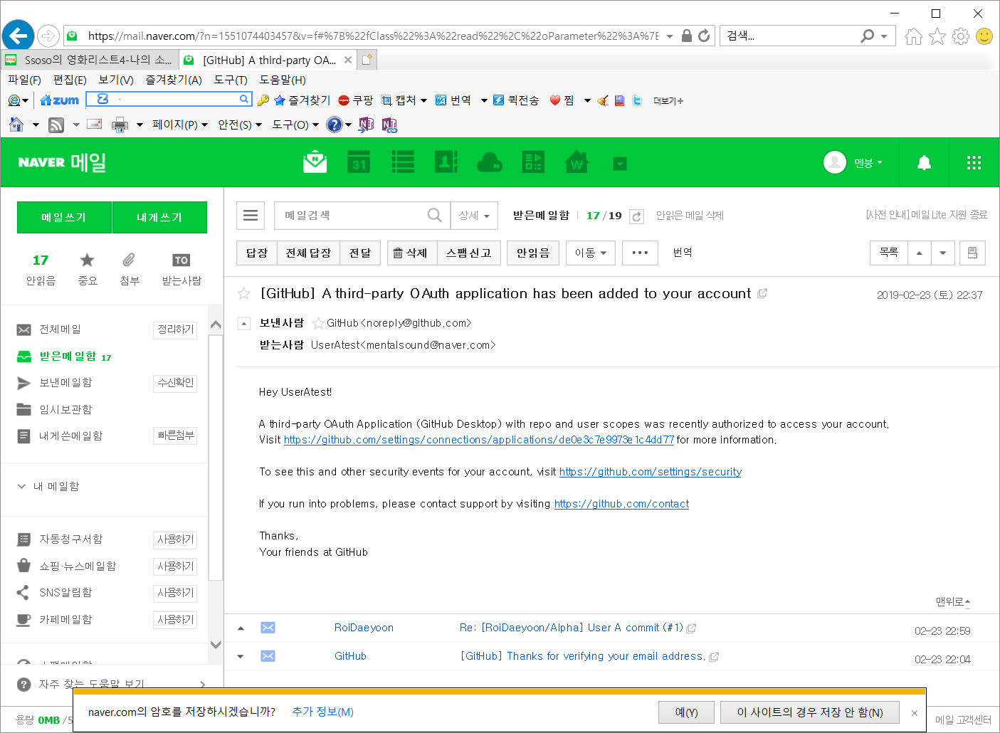 https://mail.naver.com/?n=1551074403457&v=f#%7B%22fClass%22%3A%22read%22%2C%22oParameter%22%3A%7E
검색...
Ssoso의 영화리스트4-나의 소...
[GitHub] A third-party OA...
파일(F) 편집(E) 보기(V) 즐겨찾기(A) 도구(T) 도움말(H)
zum
즐겨찾기
쿠팡
캡처
번역
퀵전송
찜
더보기+
페이지(P) 안전(S) 도구(O)
NAVER 메일
31
멘붕
메일쓰기 내게쓰기
메일검색
상세
받은메일함 17/19
안읽은 메일 삭제
[사전 안내]메일 Lite 지원 종료
답장 전체답장 전달 삭제 스팸신고 안읽음 이동 ••• 번역
목록
17 TO
안읽음 중요 첨부 받는사람
[GitHub] A third-party OAuth application has been added to your account
2019-02-23 (토) 22:37
보낸사람 GitHub<noreply@github.com>
받는사람 UserAtest<mentalsound@naver.com>
전체메일 정리하기
받은메일함 17
보낸메일함 수신확인
임시보관함
내게쓴메일함 빠른첨부
내 메일함
자동청구서함 사용하기
쇼핑·뉴스메일함 사용하기
SNS알림함 사용하기
카페메일함 사용하기
스팸메일함
자주 찾는 도움말 보기
용량 0MB /5
Hey UserAtest!
A third-party OAuth Application (GitHub Desktop) with repo and user scopes was recently authorized to access your account.
Visit https://github.com/settings/connections/applications/de0e3c7e9973e1c4dd77 for more information.
To see this and other security events for your account, visit https://github.com/settings/security
If you run into problems, please contact support by visiting https://github.com/contact
Thanks,
Your friends at GitHub
맨위로
RoiDaeyoon Re: [RoiDaeyoon/Alpha] User A commit (#1) 02-23 22:59
GitHub [GitHub] Thanks for verifying your email address. 02-23 22:04
naver.com의 암호를 저장하시겠습니까? 추가 정보(M) 예(Y) 이 사이트의 경우 저장 안 함(N)
메일 고객센터